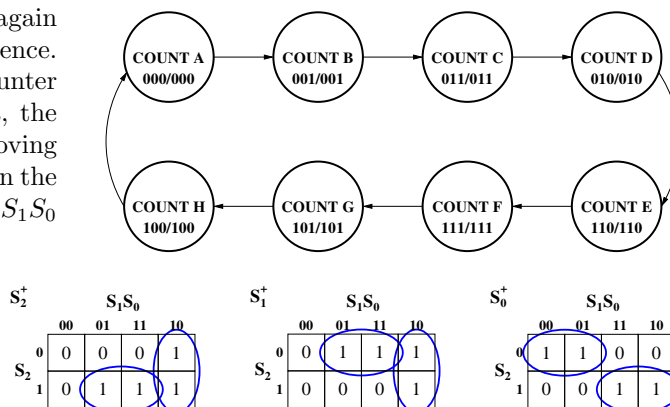 again
ence.
COUNT A COUNT B COUNT C COUNT D
000/000 001/001 011/011 010/010
unter
, the
oving
n the
S₁S₀
COUNT H COUNT G COUNT F COUNT E
100/100 101/101 111/111 110/110
S₂⁺ S₁S₀
00 01 11 10
0 0 0 0 1
S₂
1 0 1 1 1
S₁⁺ S₁S₀
00 01 11 10
0 0 1 1 1
S₂
1 0 0 0 1
S₀⁺ S₁S₀
00 01 11 10
0 1 1 0 0
S₂
1 0 0 1 1